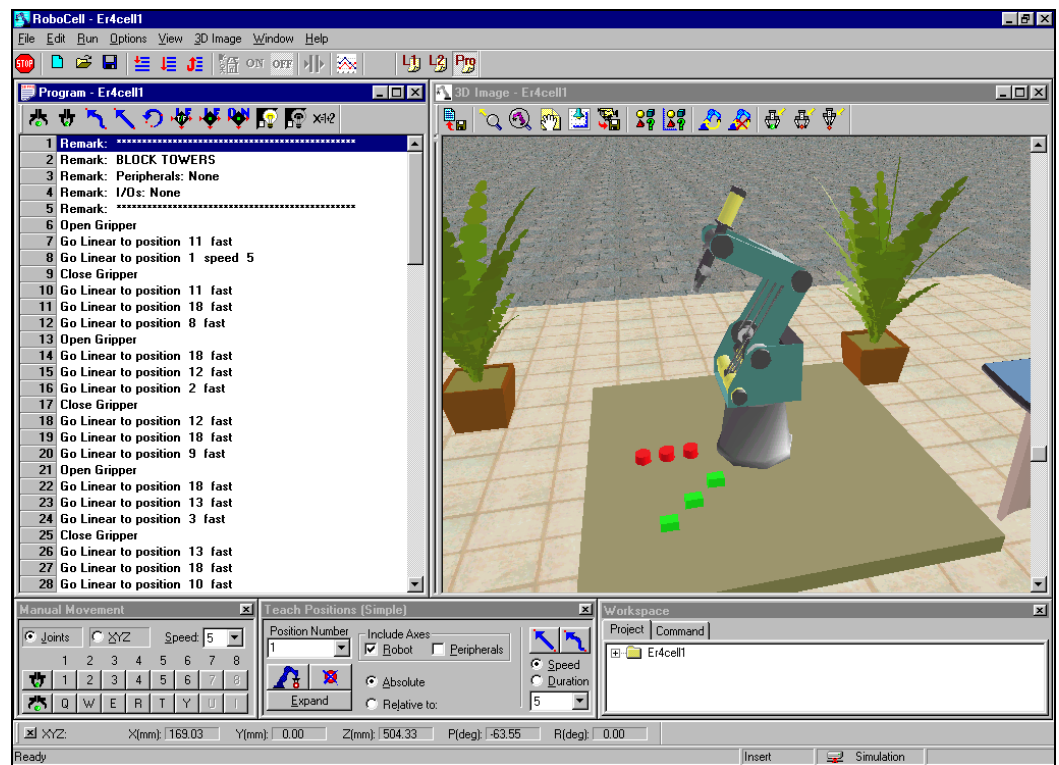 RoboCell - Er4cell1
File Edit Run Options View 3D Image Window Help
STOP ON OFF L1 L2 Prg
Program - Er4cell1
3D Image - Er4cell1
1 Remark: **********************************************
2 Remark: BLOCK TOWERS
3 Remark: Peripherals: None
4 Remark: I/Os: None
5 Remark: **********************************************
6 Open Gripper
7 Go Linear to position 11 fast
8 Go Linear to position 1 speed 5
9 Close Gripper
10 Go Linear to position 11 fast
11 Go Linear to position 18 fast
12 Go Linear to position 8 fast
13 Open Gripper
14 Go Linear to position 18 fast
15 Go Linear to position 12 fast
16 Go Linear to position 2 fast
17 Close Gripper
18 Go Linear to position 12 fast
19 Go Linear to position 18 fast
20 Go Linear to position 9 fast
21 Open Gripper
22 Go Linear to position 18 fast
23 Go Linear to position 13 fast
24 Go Linear to position 3 fast
25 Close Gripper
26 Go Linear to position 13 fast
27 Go Linear to position 18 fast
28 Go Linear to position 10 fast
Manual Movement
Joints XYZ Speed: 5
1 2 3 4 5 6 7 8
1 2 3 4 5 6 7 8
Q W E R T Y U I
Teach Positions (Simple)
Position Number
1
Include Axes
Robot Peripherals
Absolute
Relative to:
Expand
Speed
Duration
5
Workspace
Project Command
Er4cell1
XYZ: X(mm): 169.03 Y(mm): 0.00 Z(mm): 504.33 P(deg): -63.55 R(deg): 0.00
Ready Insert Simulation